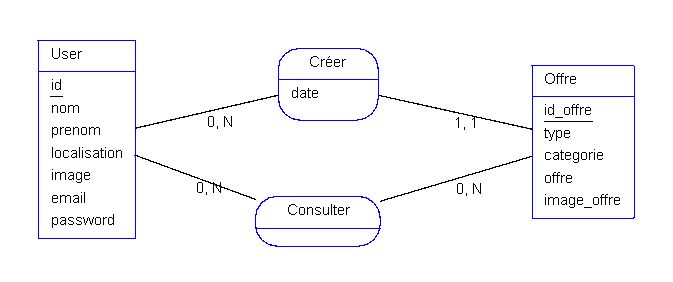 User
id
nom
prenom
localisation
image
email
password
0, N
0, N
Créer
date
Consulter
1, 1
0, N
Offre
id_offre
type
categorie
offre
image_offre